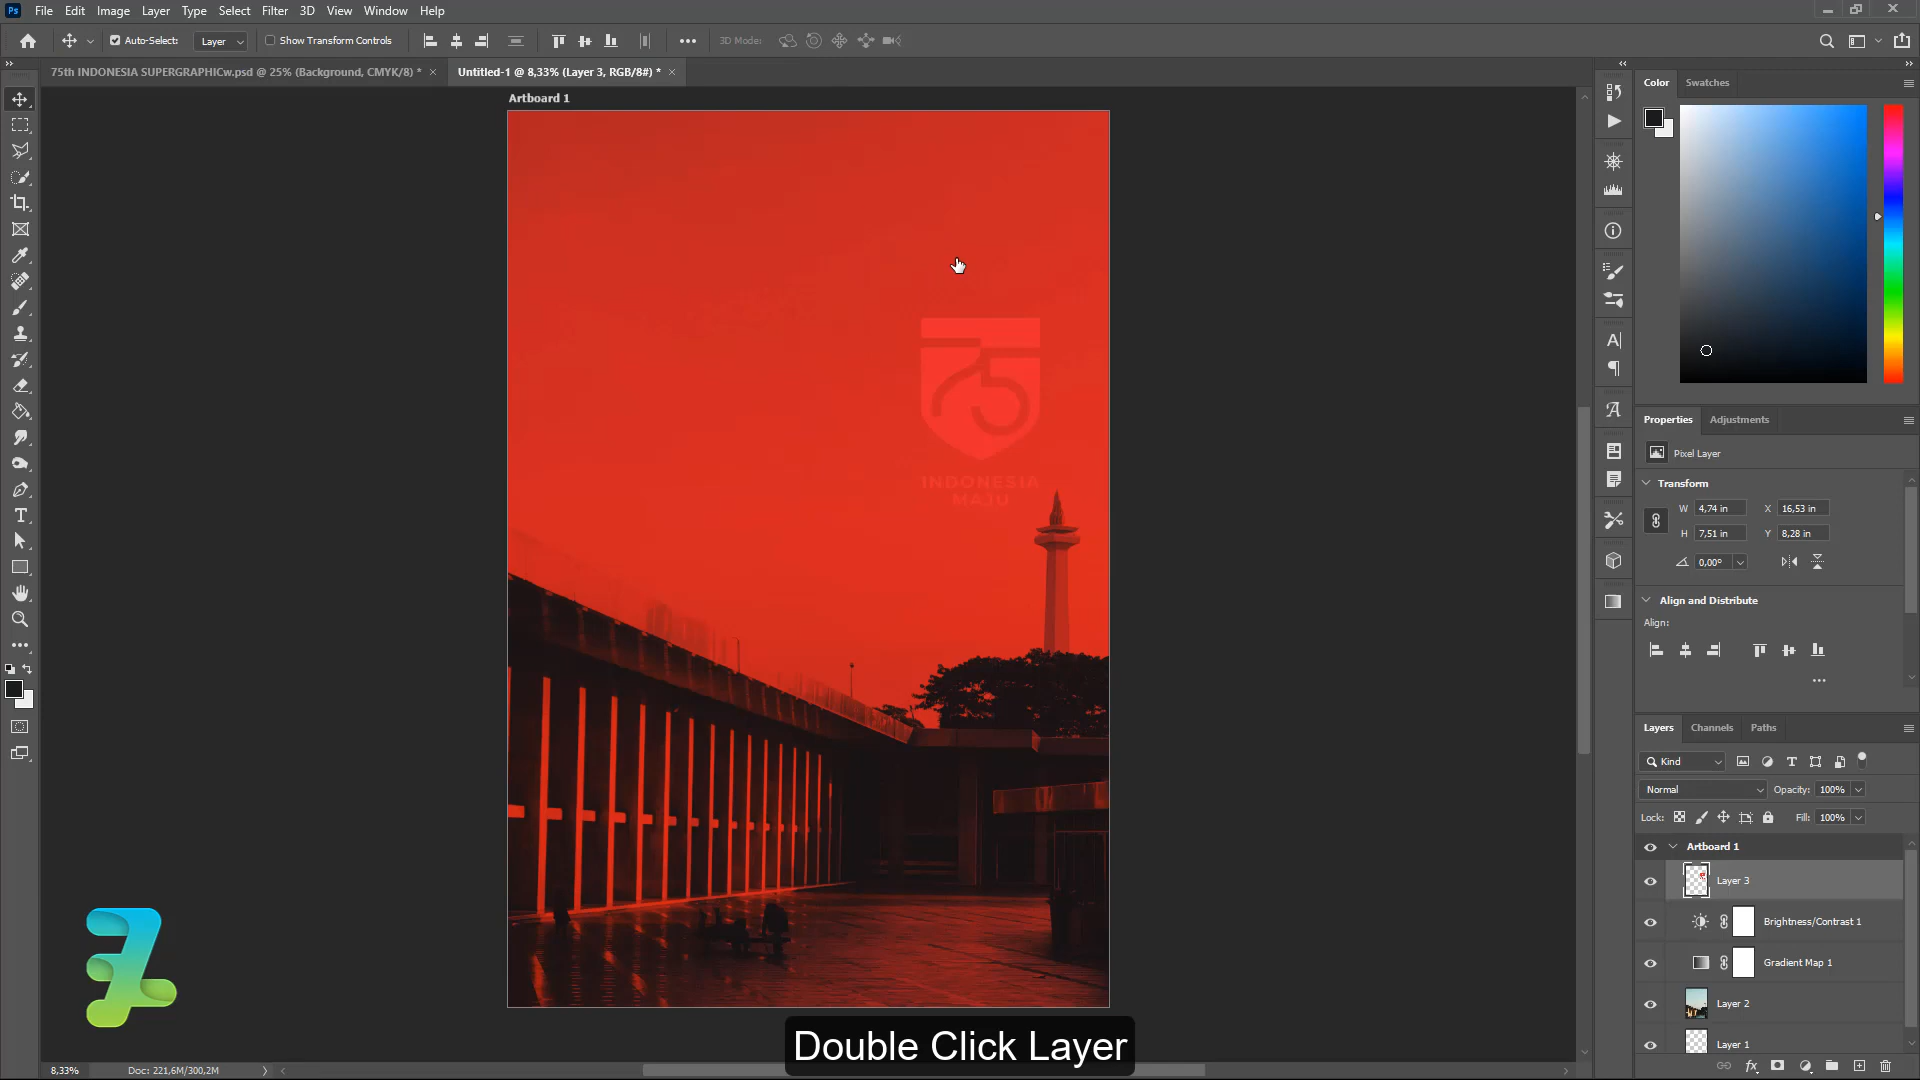 Ps File Edit Image Layer Type Select Filter 3D View Window Help
Auto-Select: Layer Show Transform Controls 3D Mode:
75th INDONESIA SUPERGRAPHICw.psd @ 25% (Background, CMYK/8) * Untitled-1 @ 8,33% (Layer 3, RGB/8#) *
Artboard 1
75
INDONESIA
MAJU
Color Swatches
Properties Adjustments
Pixel Layer
Transform
W 4,74 in X 16,53 in
H 7,51 in Y 8,28 in
0,00°
Align and Distribute
Align:
Layers Channels Paths
Kind
Normal Opacity: 100%
Lock: Fill: 100%
Artboard 1
Layer 3
Brightness/Contrast 1
Gradient Map 1
Layer 2
Layer 1
Double Click Layer
8,33% Doc: 221,6M/300,2M